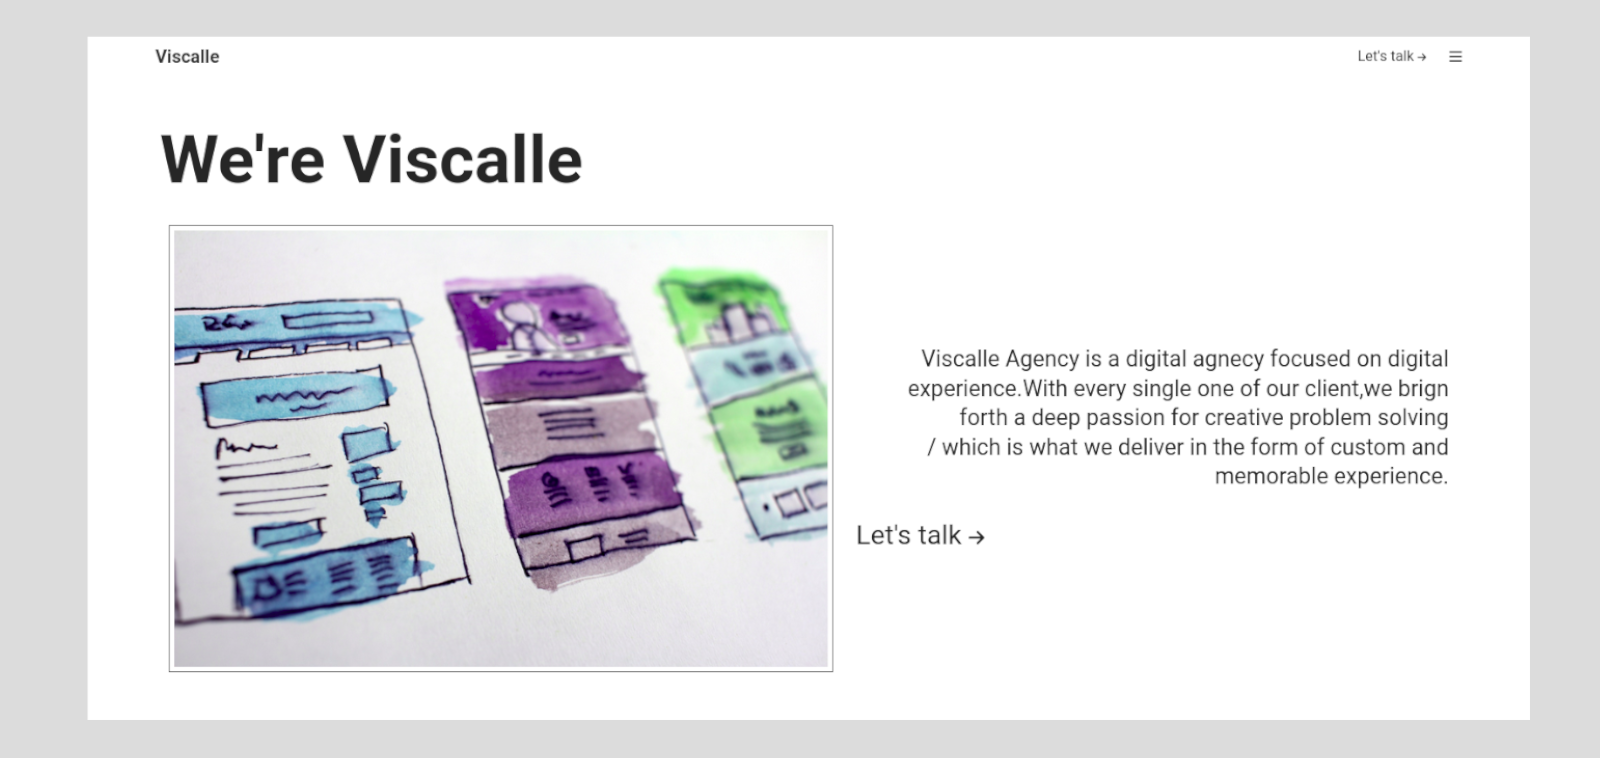 Viscalle
Let's talk →
We're Viscalle
Viscalle Agency is a digital agnecy focused on digital
experience.With every single one of our client,we brign
forth a deep passion for creative problem solving
/ which is what we deliver in the form of custom and
memorable experience.
Let's talk →